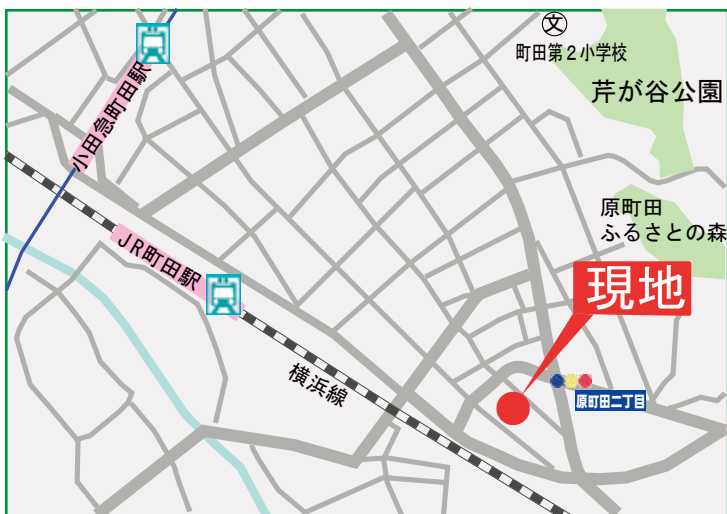 文
町田第2小学校
芹が谷公園
小田急町田駅
原町田
ふるさとの森
JR町田駅
現地
横浜線
原町田二丁目